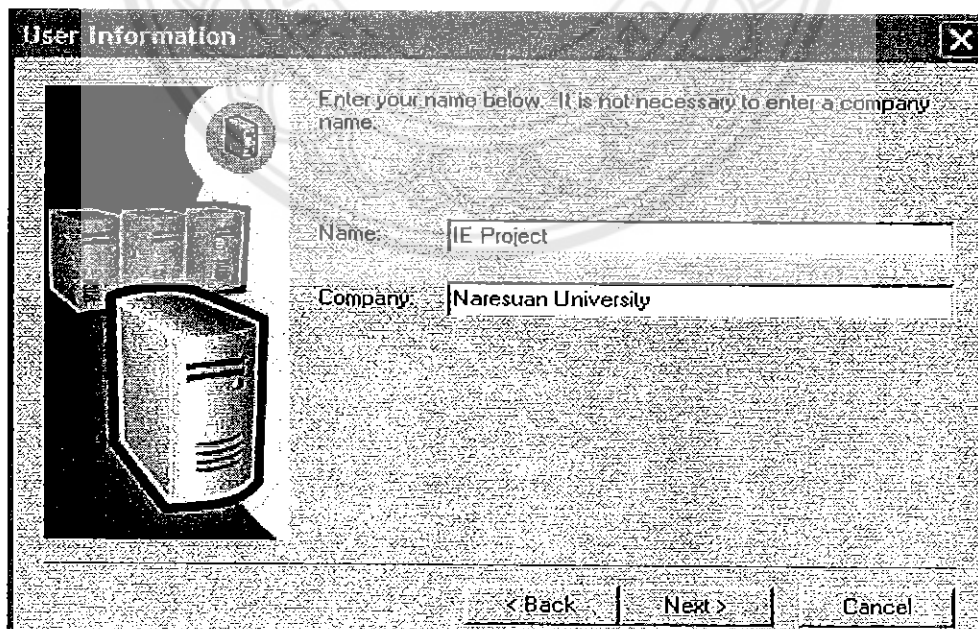 User Information
Enter your name below. It is not necessary to enter a company
name.
Name: IE Project
Company: Naresuan University
< Back Next > Cancel